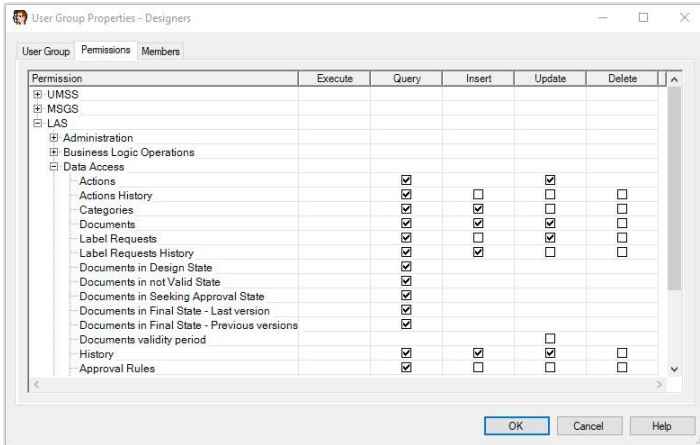 User Group Properties - Designers
User Group Permissions Members
Permission Execute Query Insert Update Delete
UMSS
MSGS
LAS
Administration
Business Logic Operations
Data Access
Actions
Actions History
Categories
Documents
Label Requests
Label Requests History
Documents in Design State
Documents in not Valid State
Documents in Seeking Approval State
Documents in Final State - Last version
Documents in Final State - Previous versions
Documents validity period
History
Approval Rules
OK Cancel Help